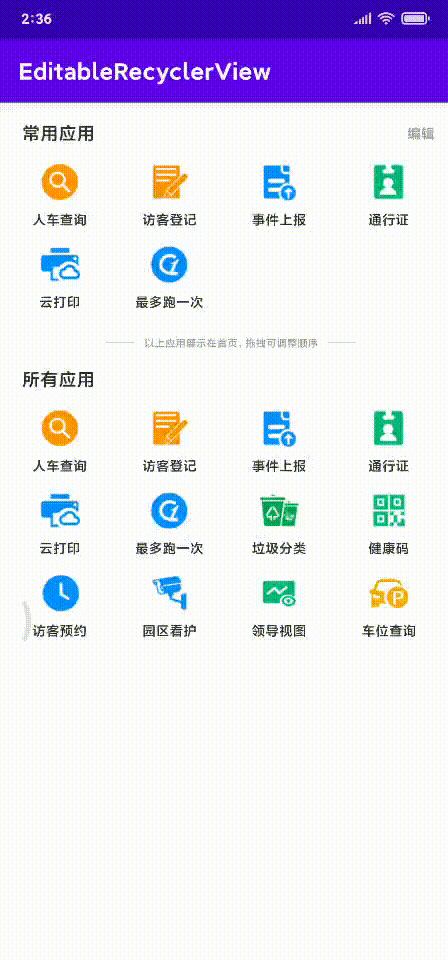 2:36
EditableRecyclerView
常用应用 编辑
人车查询 访客登记 事件上报 通行证
云打印 最多跑一次
以上应用展示在首页，拖拽可调整顺序
所有应用
人车查询 访客登记 事件上报 通行证
云打印 最多跑一次 垃圾分类 健康码
访客预约 园区看护 领导视图 车位查询